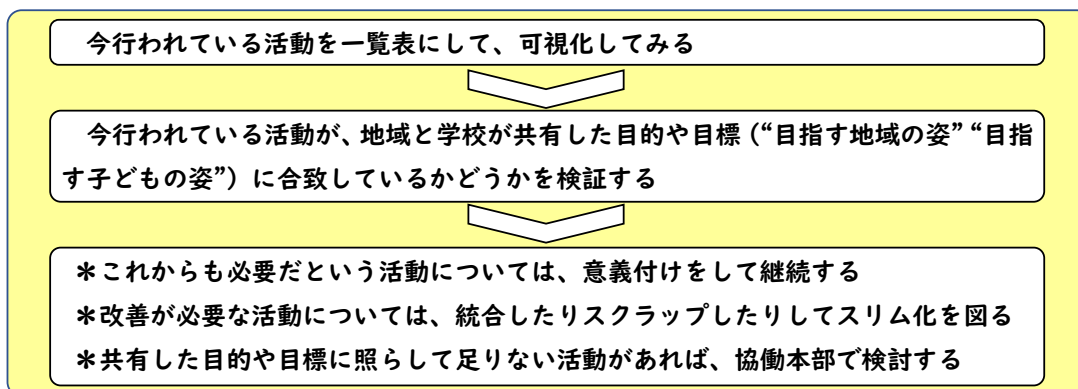 今行われている活動を一覧表にして、可視化してみる
今行われている活動が、地域と学校が共有した目的や目標（“目指す地域の姿”“目指
す子どもの姿”）に合致しているかどうかを検証する
＊これからも必要だという活動については、意義付けをして継続する
＊改善が必要な活動については、統合したりスクラップしたりしてスリム化を図る
＊共有した目的や目標に照らして足りない活動があれば、協働本部で検討する